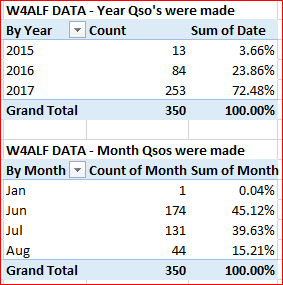 W4ALF DATA - Year Qso's were made
By Year Count Sum of Date
2015 13 3.66%
2016 84 23.86%
2017 253 72.48%
Grand Total 350 100.00%
W4ALF DATA - Month Qsos were made
By Month Count of Month Sum of Month
Jan 1 0.04%
Jun 174 45.12%
Jul 131 39.63%
Aug 44 15.21%
Grand Total 350 100.00%